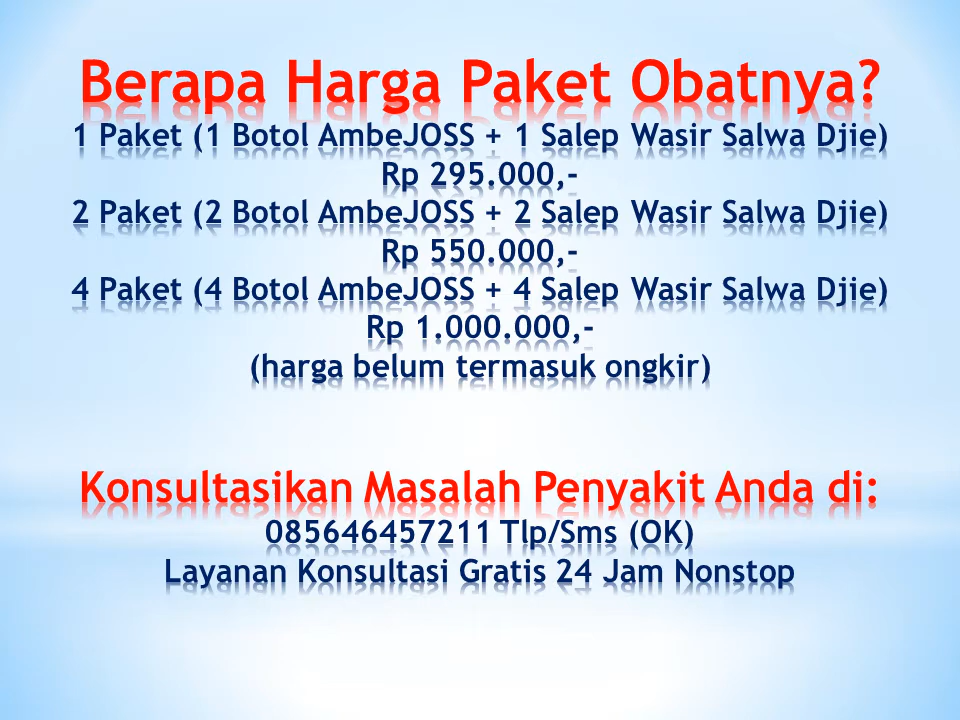 Berapa Harga Paket Obatnya?
1 Paket (1 Botol AmbeJOSS + 1 Salep Wasir Salwa Djie)
Rp 295.000,-
2 Paket (2 Botol AmbeJOSS + 2 Salep Wasir Salwa Djie)
Rp 550.000,-
4 Paket (4 Botol AmbeJOSS + 4 Salep Wasir Salwa Djie)
Rp 1.000.000,-
(harga belum termasuk ongkir)
Konsultasikan Masalah Penyakit Anda di:
085646457211 Tlp/Sms (OK)
Layanan Konsultasi Gratis 24 Jam Nonstop